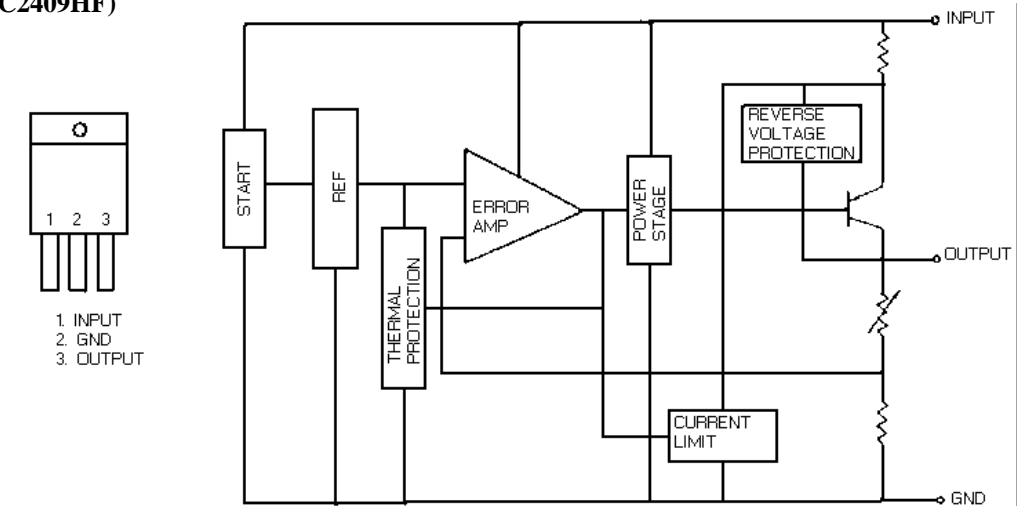 C2409HF)
INPUT
REVERSE
VOLTAGE
PROTECTION
START
REF
ERROR
AMP
POWER
STAGE
1 2 3
OUTPUT
THERMAL
PROTECTION
1. INPUT
2. GND
3. OUTPUT
CURRENT
LIMIT
GND